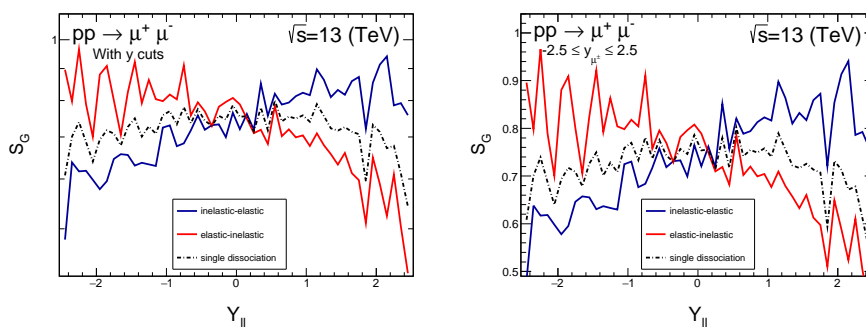 pp → μ⁺ μ⁻
√s=13 (TeV)
With y cuts
1
S_G
inelastic-elastic
elastic-inelastic
single dissociation
−2 −1 0 1 2
Y_ll
pp → μ⁺ μ⁻
√s=13 (TeV)
-2.5 ≤ y_μ± ≤ 2.5
1
0.9
0.8
0.7
0.6
0.5
S_G
inelastic-elastic
elastic-inelastic
single dissociation
−2 −1 0 1 2
Y_ll